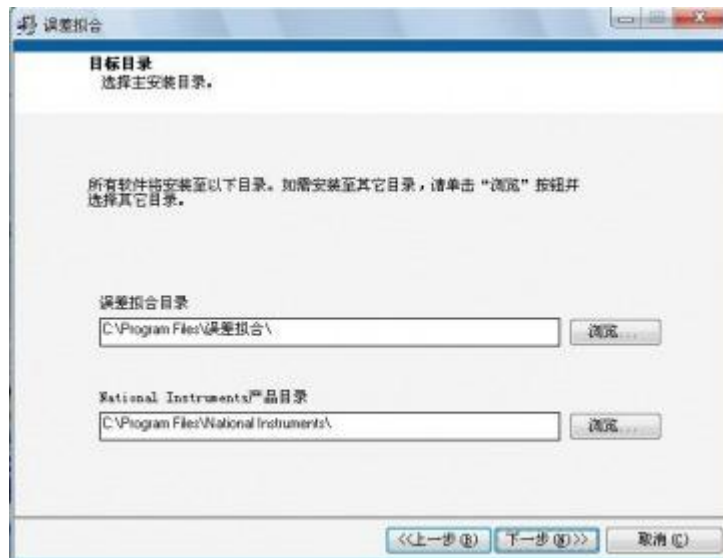 误差拟合
目标目录
选择主安装目录。
所有软件将安装至以下目录。如需安装至其它目录，请单击“浏览”按钮并
选择其它目录。
误差拟合目录
C:\Program Files\误差拟合\
浏览...
National Instruments产品目录
C:\Program Files\National Instruments\
浏览...
<<上一步(B) 下一步(N)>> 取消(C)